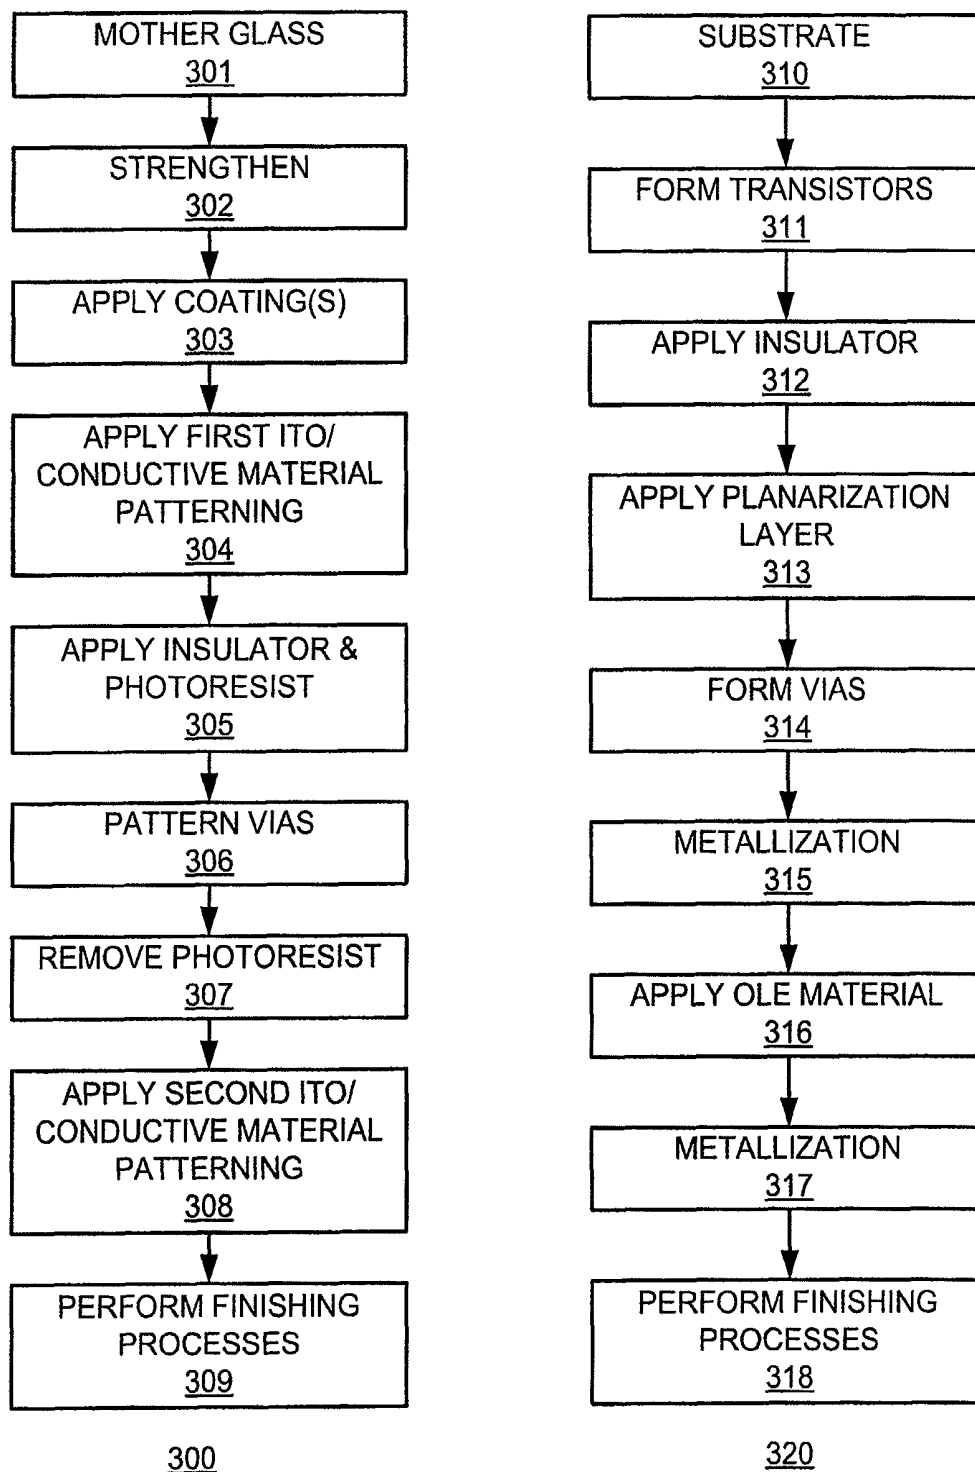 MOTHER GLASS
301
STRENGTHEN
302
APPLY COATING(S)
303
APPLY FIRST ITO/
CONDUCTIVE MATERIAL
PATTERNING
304
APPLY INSULATOR &
PHOTORESIST
305
PATTERN VIAS
306
REMOVE PHOTORESIST
307
APPLY SECOND ITO/
CONDUCTIVE MATERIAL
PATTERNING
308
PERFORM FINISHING
PROCESSES
309
300
SUBSTRATE
310
FORM TRANSISTORS
311
APPLY INSULATOR
312
APPLY PLANARIZATION
LAYER
313
FORM VIAS
314
METALLIZATION
315
APPLY OLE MATERIAL
316
METALLIZATION
317
PERFORM FINISHING
PROCESSES
318
320